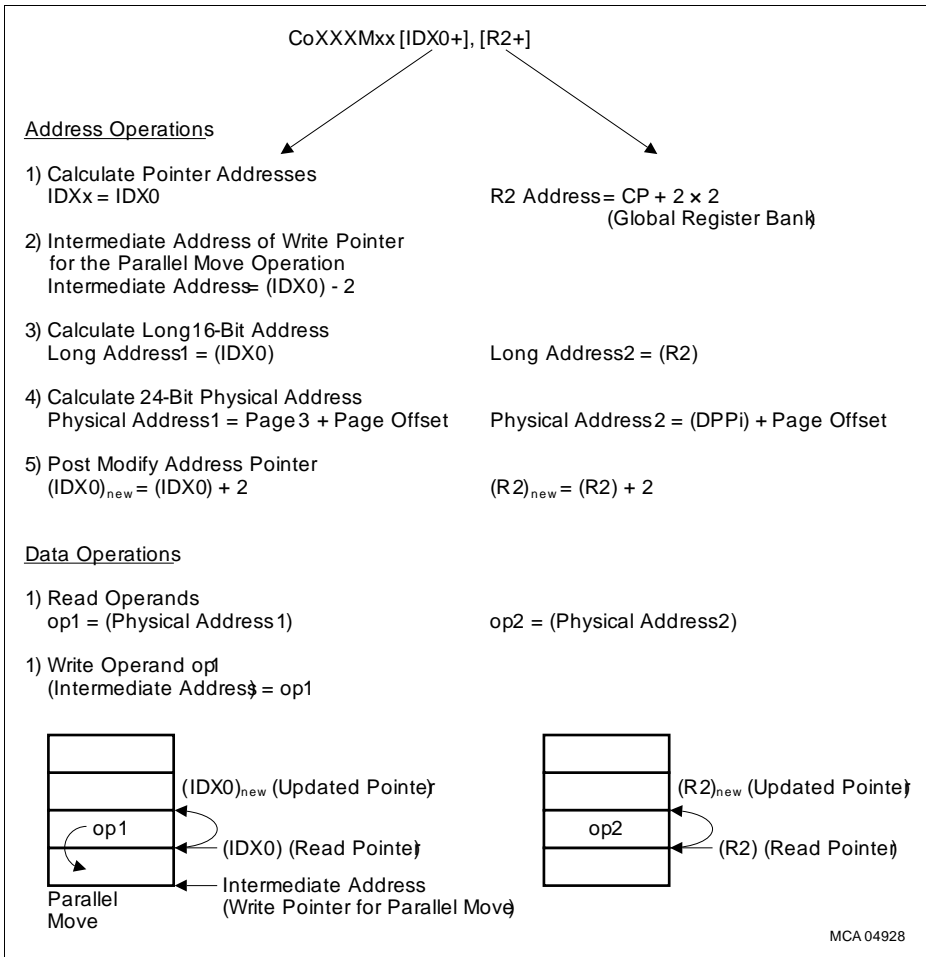 CoXXXMxx [IDX0+], [R2+]
Address Operations
1) Calculate Pointer Addresses
IDXx = IDX0
R2 Address = CP + 2 × 2
(Global Register Bank)
2) Intermediate Address of Write Pointer
for the Parallel Move Operation
Intermediate Address = (IDX0) - 2
3) Calculate Long 16-Bit Address
Long Address1 = (IDX0)
Long Address2 = (R2)
4) Calculate 24-Bit Physical Address
Physical Address1 = Page 3 + Page Offset
Physical Address2 = (DPPi) + Page Offset
5) Post Modify Address Pointer
(IDX0)new = (IDX0) + 2
(R2)new = (R2) + 2
Data Operations
1) Read Operands
op1 = (Physical Address1)
op2 = (Physical Address2)
1) Write Operand op1
(Intermediate Address) = op1
(IDX0)new (Updated Pointer)
op1
(IDX0) (Read Pointer)
Intermediate Address
(Write Pointer for Parallel Move)
Parallel
Move
(R2)new (Updated Pointer)
op2
(R2) (Read Pointer)
MCA 04928